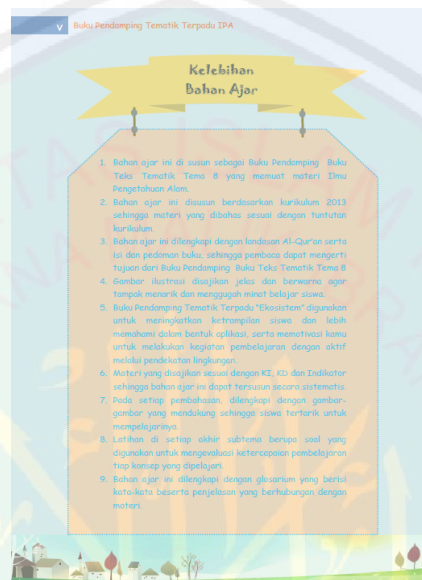 v Buku Pendamping Tematik Terpadu IPA
Kelebihan
Bahan Ajar
1. Bahan ajar ini di susun sebagai Buku Pendamping Buku
Teks Tematik Tema 8 yang memuat materi Ilmu
Pengetahuan Alam.
2. Bahan ajar ini disusun berdasarkan kurikulum 2013
sehingga materi yang dibahas sesuai dengan tuntutan
kurikulum.
3. Bahan ajar ini dilengkapi dengan landasan Al-Qur'an serta
Isi dan pedoman buku, sehingga pembaca dapat mengerti
tujuan dari Buku Pendamping Buku Teks Tematik Tema 8
4. Gambar ilustrasi disajikan jelas dan berwarna agar
tampak menarik dan menggugah minat belajar siswa.
5. Buku Pendamping Tematik Terpadu "Ekosistem" digunakan
untuk meningkatkan ketrampilan siswa dan lebih
memahami dalam bentuk aplikasi, serta memotivasi kamu
untuk melakukan kegiatan pembelajaran dengan aktif
melalui pendekatan lingkungan.
6. Materi yang disajikan sesuai dengan KI, KD dan Indikator
sehingga bahan ajar ini dapat tersusun secara sistematis.
7. Pada setiap pembahasan, dilengkapi dengan gambar-
gambar yang mendukung sehingga siswa tertarik untuk
mempelajarinya.
8. Latihan di setiap akhir subtema berupa soal yang
digunakan untuk mengevaluasi ketercapaian pembelajaran
tiap konsep yang dipelajari.
9. Bahan ajar ini dilengkapi dengan glosarium yang berisi
kata-kata beserta penjelasan yang berhubungan dengan
materi.